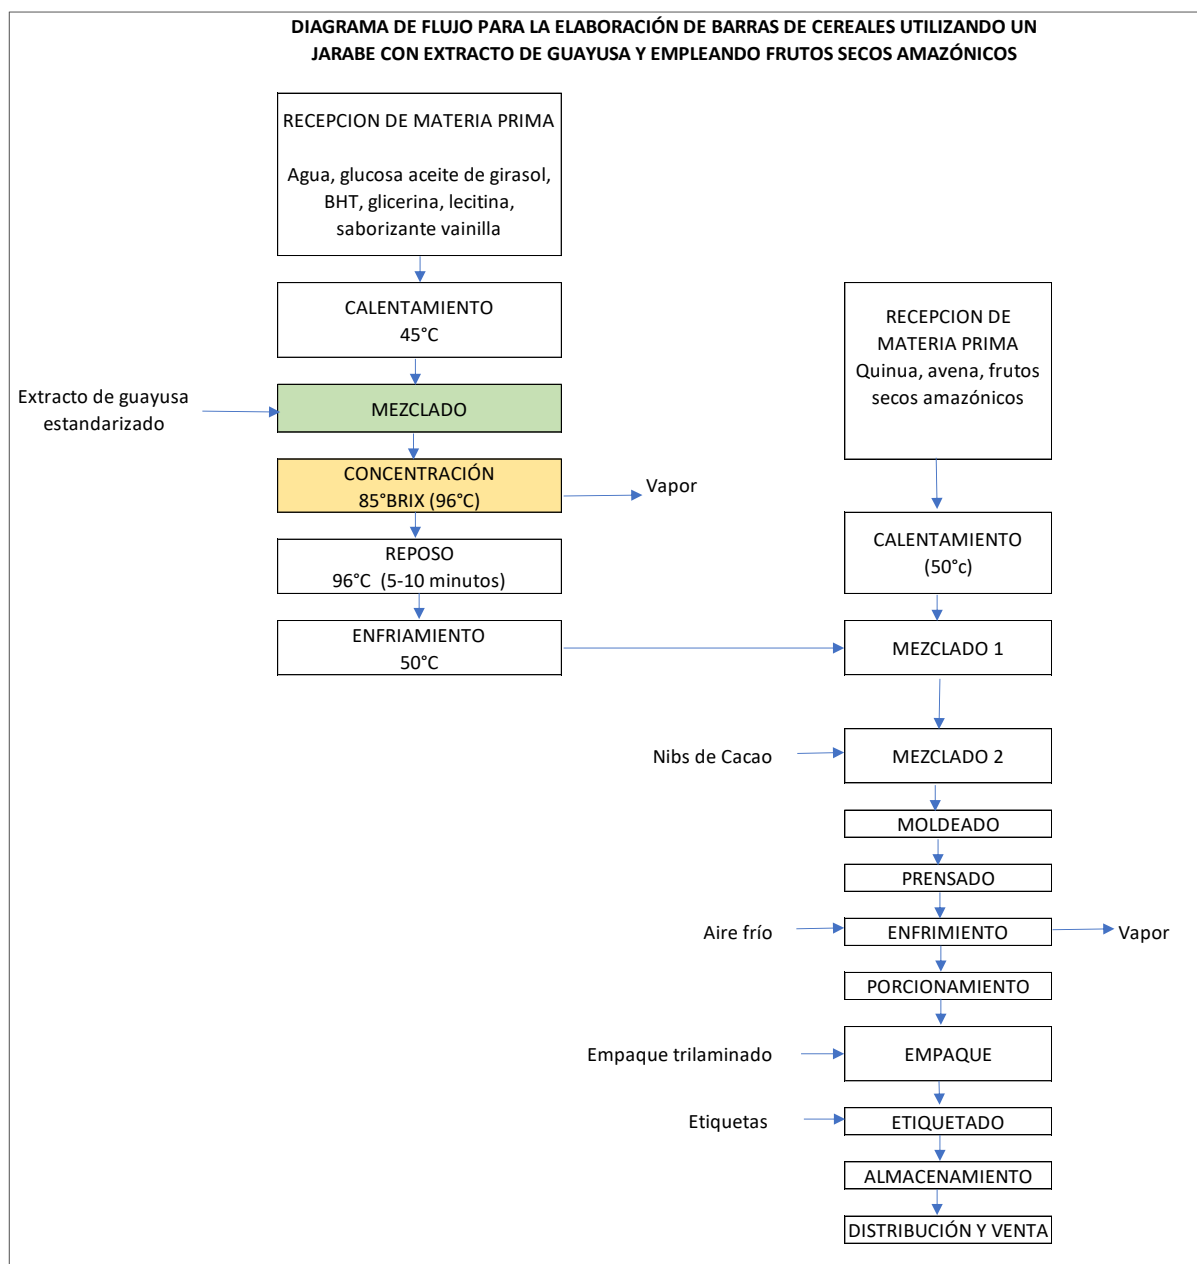 DIAGRAMA DE FLUJO PARA LA ELABORACIÓN DE BARRAS DE CEREALES UTILIZANDO UN
JARABE CON EXTRACTO DE GUAYUSA Y EMPLEANDO FRUTOS SECOS AMAZÓNICOS
RECEPCION DE MATERIA PRIMA
Agua, glucosa aceite de girasol,
BHT, glicerina, lecitina,
saborizante vainilla
CALENTAMIENTO
45°C
Extracto de guayusa
estandarizado
MEZCLADO
CONCENTRACIÓN
85°BRIX (96°C)
Vapor
REPOSO
96°C (5-10 minutos)
ENFRIAMIENTO
50°C
RECEPCION DE
MATERIA PRIMA
Quinua, avena, frutos
secos amazónicos
CALENTAMIENTO
(50°c)
MEZCLADO 1
Nibs de Cacao
MEZCLADO 2
MOLDEADO
PRENSADO
Aire frío
ENFRIMIENTO
Vapor
PORCIONAMIENTO
Empaque trilaminado
EMPAQUE
Etiquetas
ETIQUETADO
ALMACENAMIENTO
DISTRIBUCIÓN Y VENTA